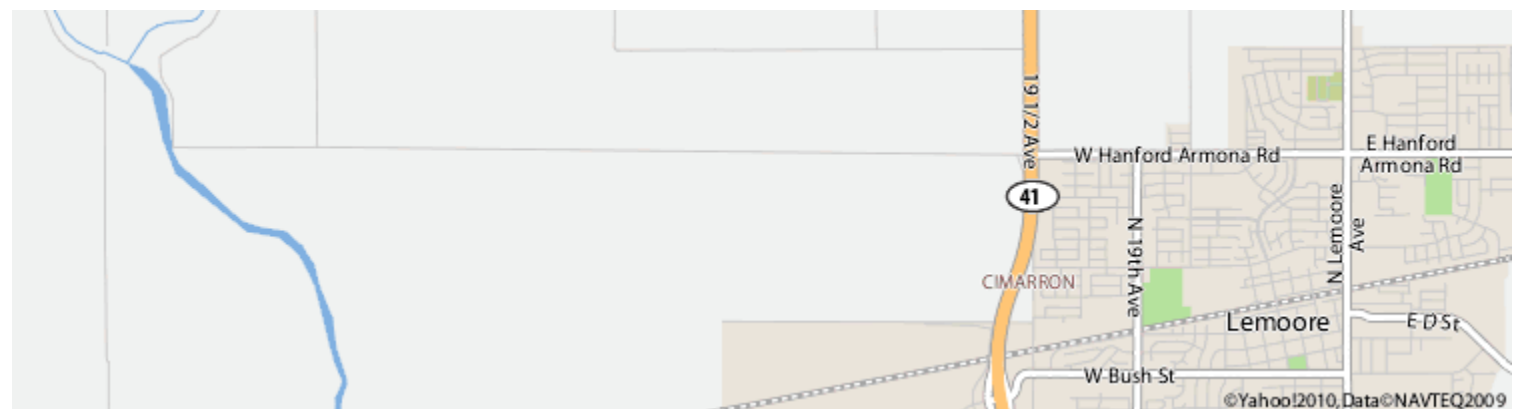 19 1/2 Ave
W Hanford Armona Rd
E Hanford
Armona Rd
41
N 19th Ave
N Lemoore
Ave
CIMARRON
Lemoore
E D St
W Bush St
©Yahoo!2010,Data©NAVTEQ2009